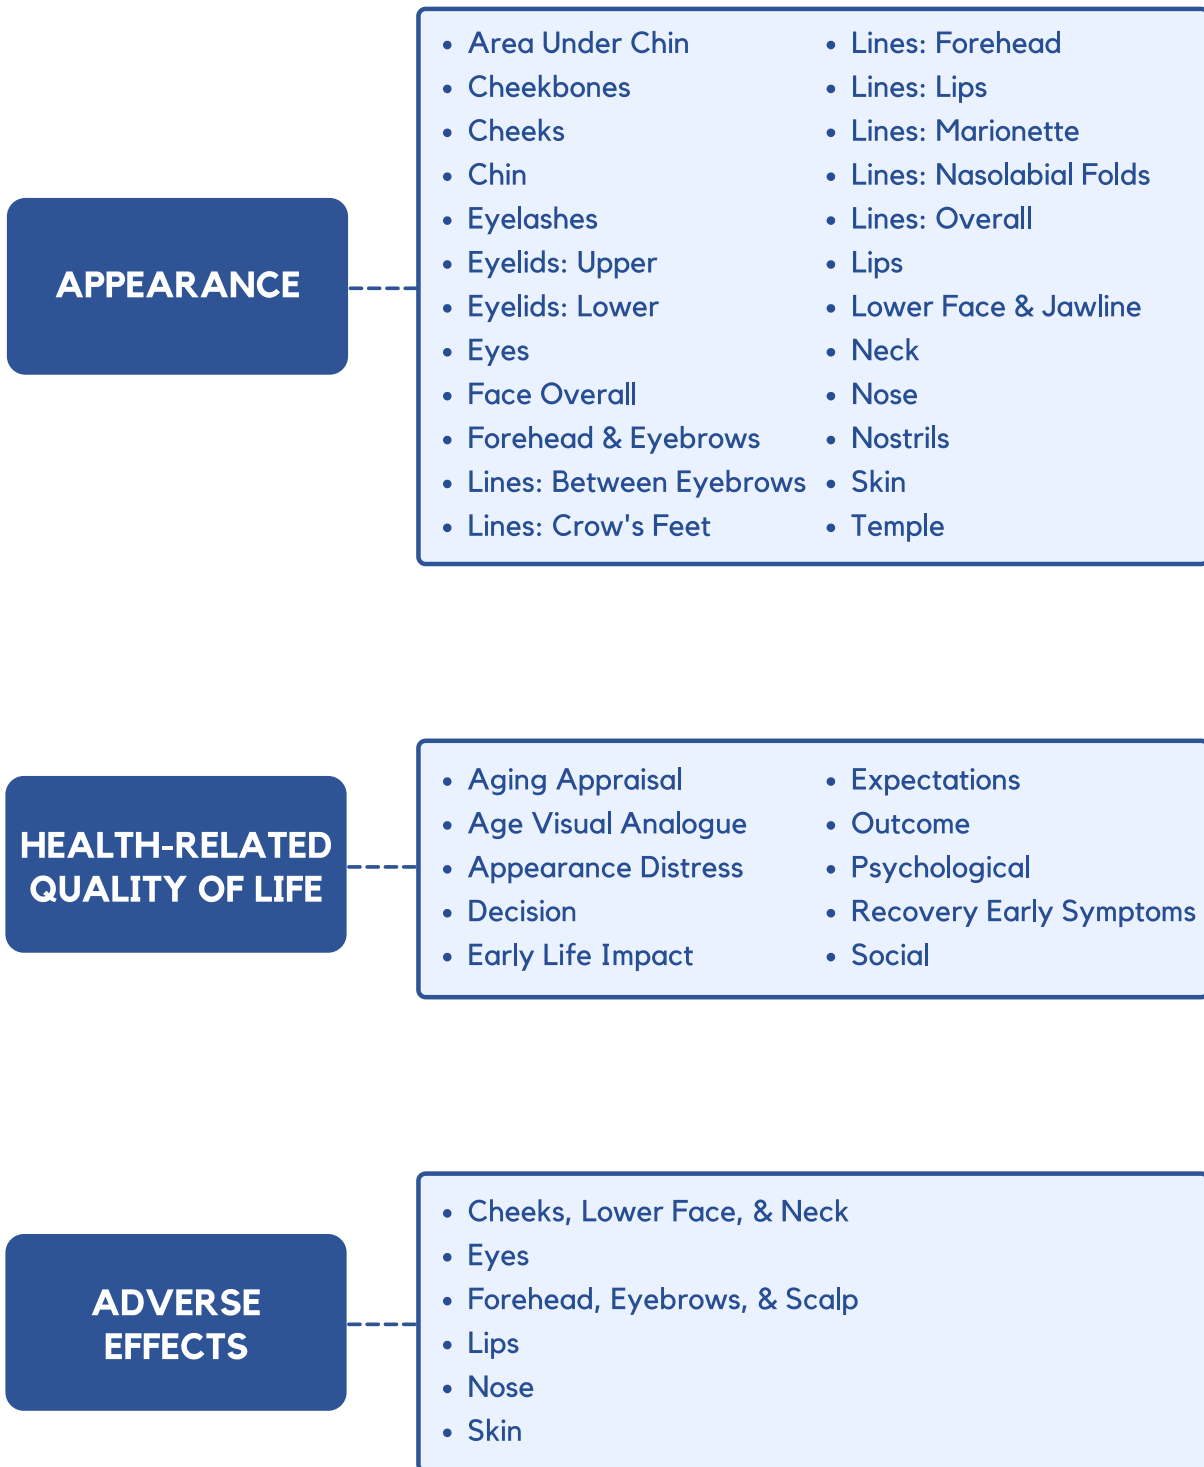 APPEARANCE
• Area Under Chin
• Cheekbones
• Cheeks
• Chin
• Eyelashes
• Eyelids: Upper
• Eyelids: Lower
• Eyes
• Face Overall
• Forehead & Eyebrows
• Lines: Between Eyebrows
• Lines: Crow's Feet
• Lines: Forehead
• Lines: Lips
• Lines: Marionette
• Lines: Nasolabial Folds
• Lines: Overall
• Lips
• Lower Face & Jawline
• Neck
• Nose
• Nostrils
• Skin
• Temple
HEALTH-RELATED
QUALITY OF LIFE
• Aging Appraisal
• Age Visual Analogue
• Appearance Distress
• Decision
• Early Life Impact
• Expectations
• Outcome
• Psychological
• Recovery Early Symptoms
• Social
ADVERSE
EFFECTS
• Cheeks, Lower Face, & Neck
• Eyes
• Forehead, Eyebrows, & Scalp
• Lips
• Nose
• Skin